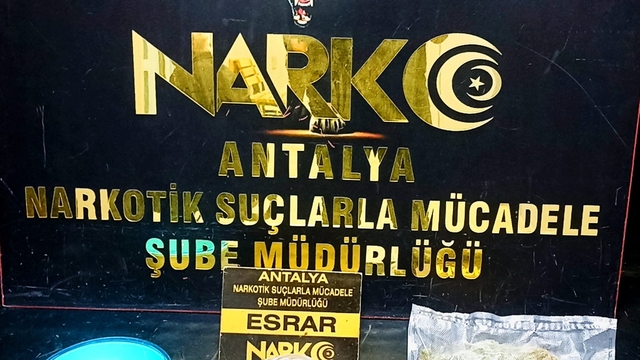 NARKO
ANTALYA
NARKOTİK SUÇLARLA MÜCADELE
ŞUBE MÜDÜRLÜĞÜ
ANTALYA
NARKOTİK SUÇLARLA MÜCADELE
ŞUBE MÜDÜRLÜĞÜ
ESRAR
NARKO